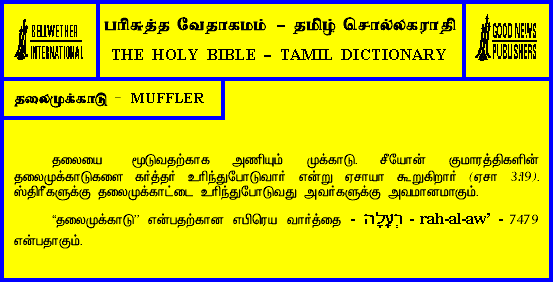 BELLWETHER
INTERNATIONAL
பரிசுத்த வேதாகமம் – தமிழ் சொல்லகராதி
THE HOLY BIBLE – TAMIL DICTIONARY
GOOD NEWS
PUBLISHERS
தலைமுக்காடு – MUFFLER
தலையை மூடுவதற்காக அணியும் முக்காடு. சீயோன் குமாரத்திகளின்
தலைமுக்காடுகளை கர்த்தர் உரிந்துபோடுவார் என்று ஏசாயா கூறுகிறார் (ஏசா 3:19).
ஸ்திரீகளுக்கு தலைமுக்காட்டை உரிந்துபோடுவது அவர்களுக்கு அவமானமாகும்.
“தலைமுக்காடு” என்பதற்கான எபிரெய வார்த்தை - רְעָלָה - rah-al-aw’ - 7479
என்பதாகும்.